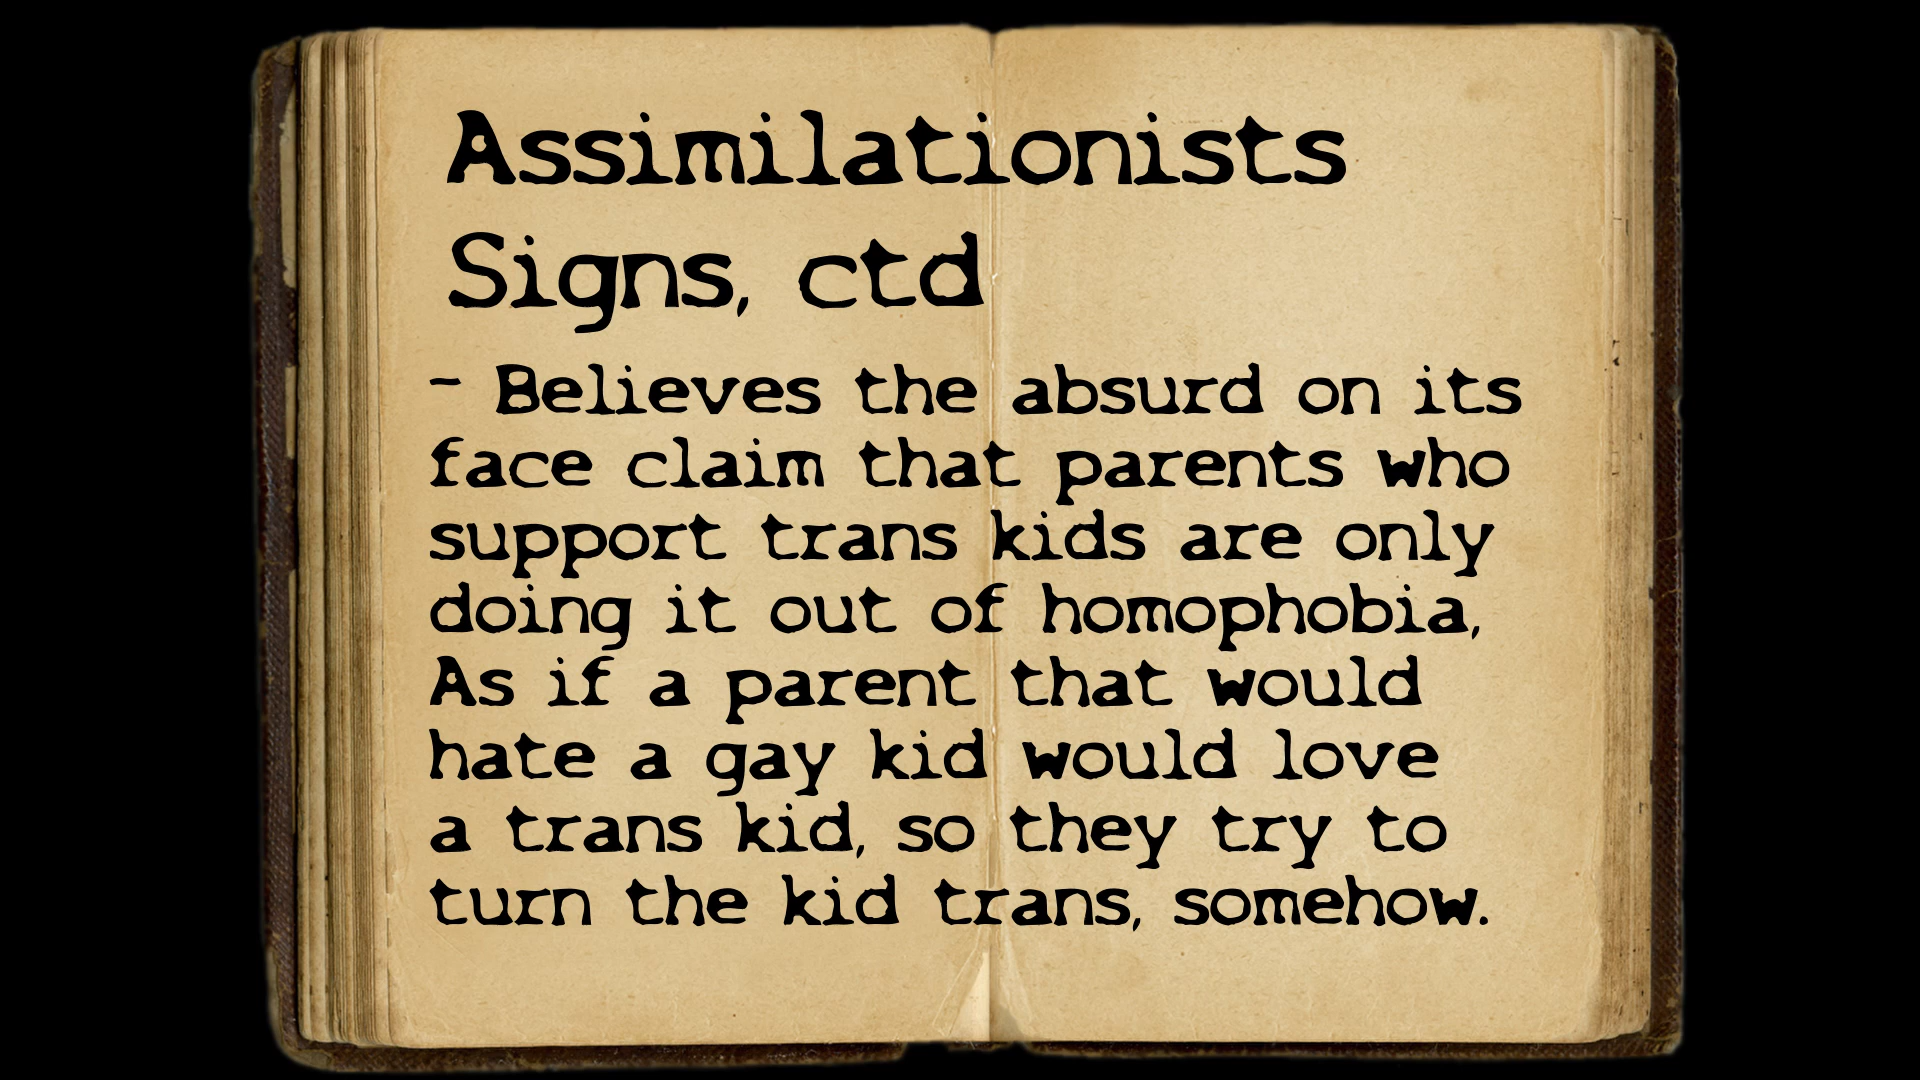 Assimilationists
Signs, ctd
- Believes the absurd on its
face claim that parents who
support trans kids are only
doing it out of homophobia,
As if a parent that would
hate a gay kid would love
a trans kid, so they try to
turn the kid trans, somehow.